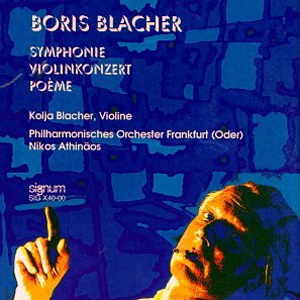 BORIS BLACHER
SYMPHONIE
VIOLINKONZERT
POÈME
Kolja Blacher, Violine
Philharmonisches Orchester Frankfurt (Oder)
Nikos Athinäos
signum
SIG X40-00